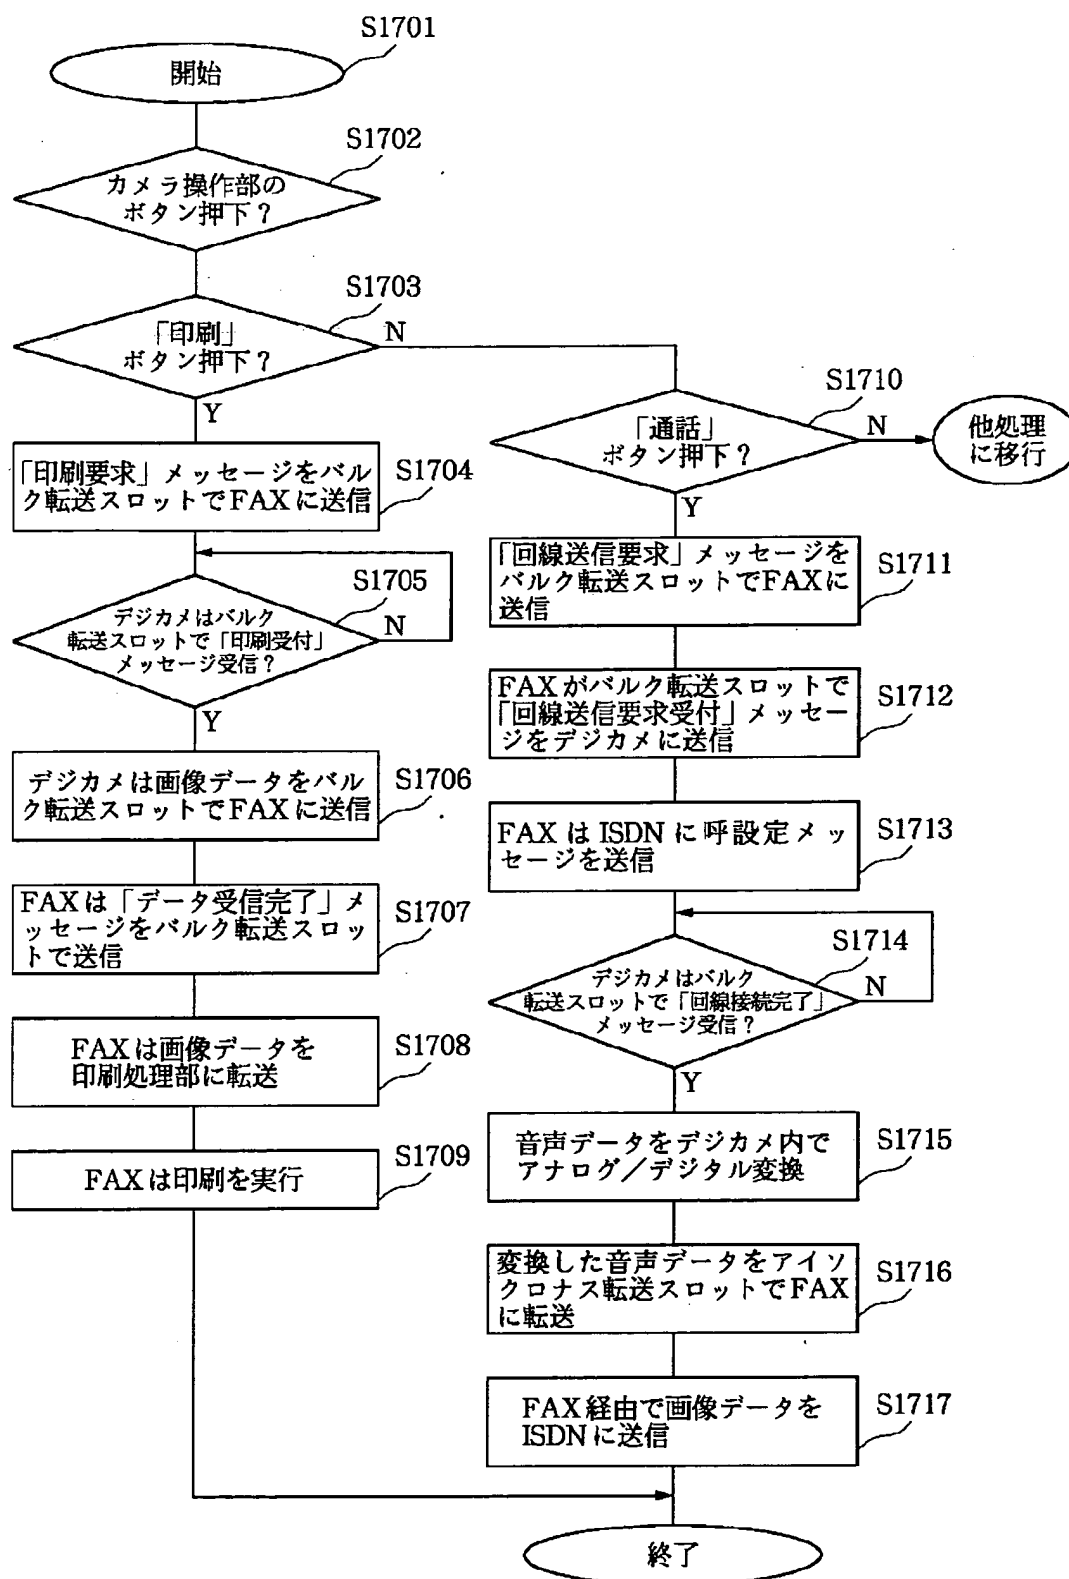 S1701
開始
S1702
カメラ操作部の
ボタン押下?
S1703
「印刷」
ボタン押下?
N
Y
S1704
「印刷要求」メッセージをバル
ク転送スロットでFAXに送信
S1705
デジカメはバルク
転送スロットで「印刷受付」
メッセージ受信?
N
Y
S1706
デジカメは画像データをバル
ク転送スロットでFAXに送信
S1707
FAXは「データ受信完了」メ
ッセージをバルク転送スロッ
トで送信
S1708
FAXは画像データを
印刷処理部に転送
S1709
FAXは印刷を実行
S1710
「通話」
ボタン押下?
N
他処理
に移行
Y
S1711
「回線送信要求」メッセージを
バルク転送スロットでFAXに
送信
S1712
FAXがバルク転送スロットで
「回線送信要求受付」メッセー
ジをデジカメに送信
S1713
FAXはISDNに呼設定メッ
セージを送信
S1714
デジカメはバルク
転送スロットで「回線接続完了」
メッセージ受信?
N
Y
S1715
音声データをデジカメ内で
アナログ/デジタル変換
S1716
変換した音声データをアイソ
クロナス転送スロットでFAX
に転送
S1717
FAX経由で画像データを
ISDNに送信
終了